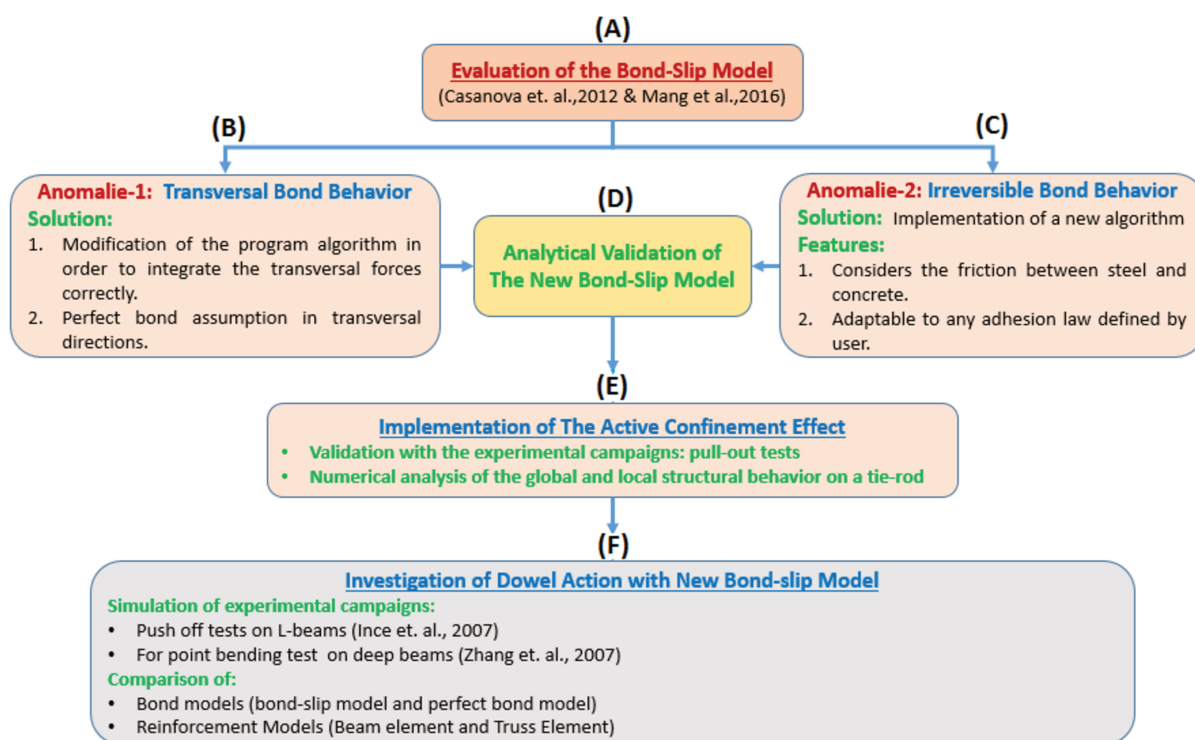 (A)
Evaluation of the Bond-Slip Model
(Casanova et. al.,2012 & Mang et al.,2016)
(B)
(C)
Anomalie-1: Transversal Bond Behavior
Solution:
1. Modification of the program algorithm in
order to integrate the transversal forces
correctly.
2. Perfect bond assumption in transversal
directions.
(D)
Analytical Validation of
The New Bond-Slip Model
Anomalie-2: Irreversible Bond Behavior
Solution: Implementation of a new algorithm
Features:
1. Considers the friction between steel and
concrete.
2. Adaptable to any adhesion law defined by
user.
(E)
Implementation of The Active Confinement Effect
• Validation with the experimental campaigns: pull-out tests
• Numerical analysis of the global and local structural behavior on a tie-rod
(F)
Investigation of Dowel Action with New Bond-slip Model
Simulation of experimental campaigns:
• Push off tests on L-beams (Ince et. al., 2007)
• For point bending test on deep beams (Zhang et. al., 2007)
Comparison of:
• Bond models (bond-slip model and perfect bond model)
• Reinforcement Models (Beam element and Truss Element)